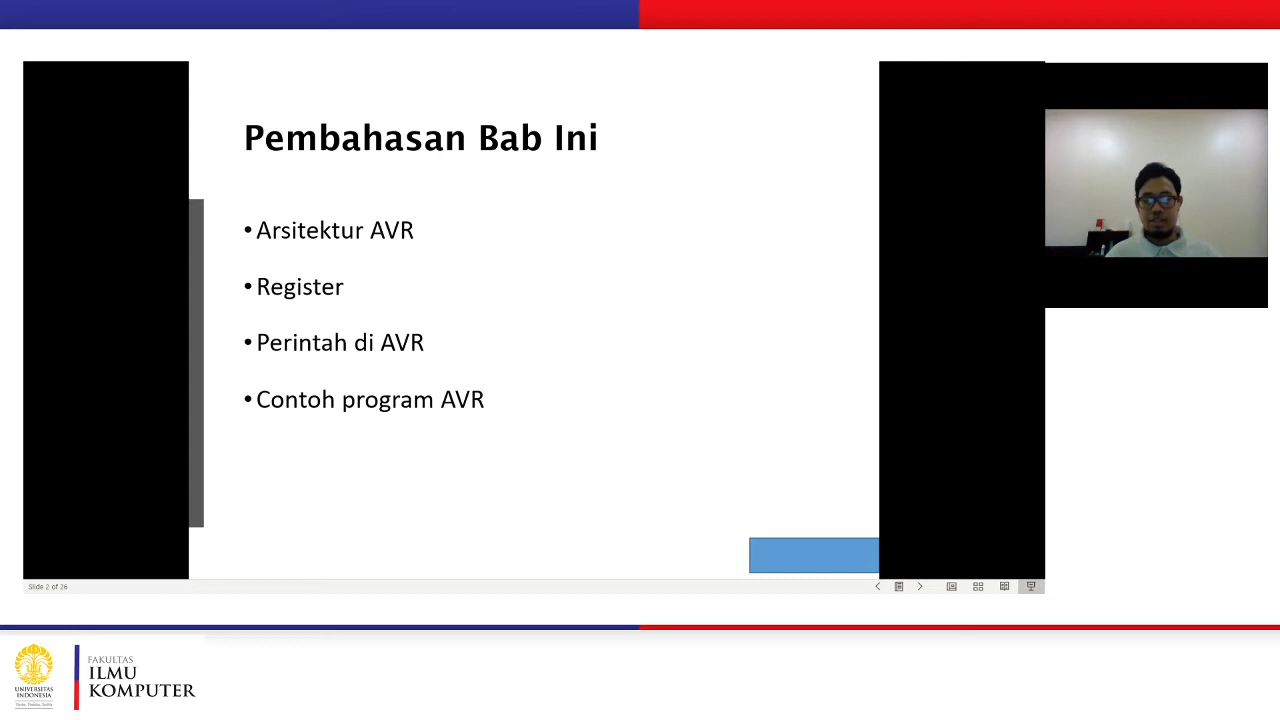 Pembahasan Bab Ini
•Arsitektur AVR
•Register
•Perintah di AVR
•Contoh program AVR
Slide 2 of 26
UNIVERSITAS
INDONESIA
FAKULTAS
ILMU
KOMPUTER